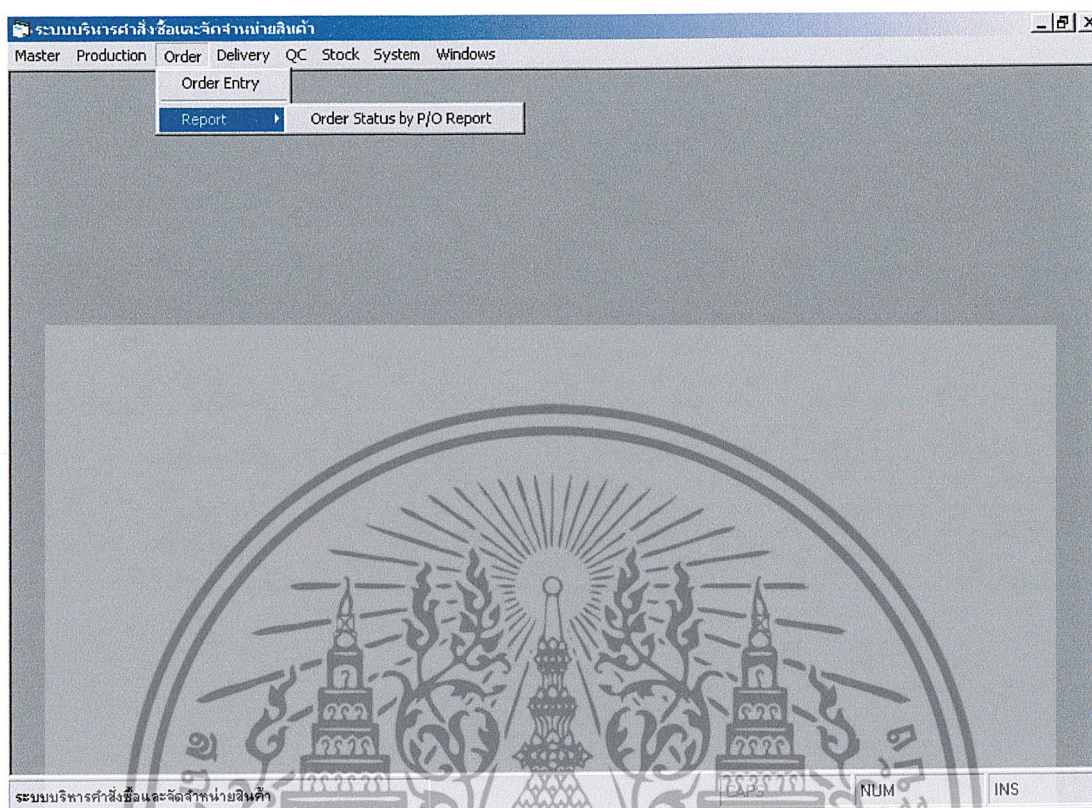 ระบบบริหารคำสั่งซื้อและจัดจำหน่ายสินค้า
Master Production Order Delivery QC Stock System Windows
Order Entry
Report Order Status by P/O Report
ระบบบริหารคำสั่งซื้อและจัดจำหน่ายสินค้า CAPS NUM INS